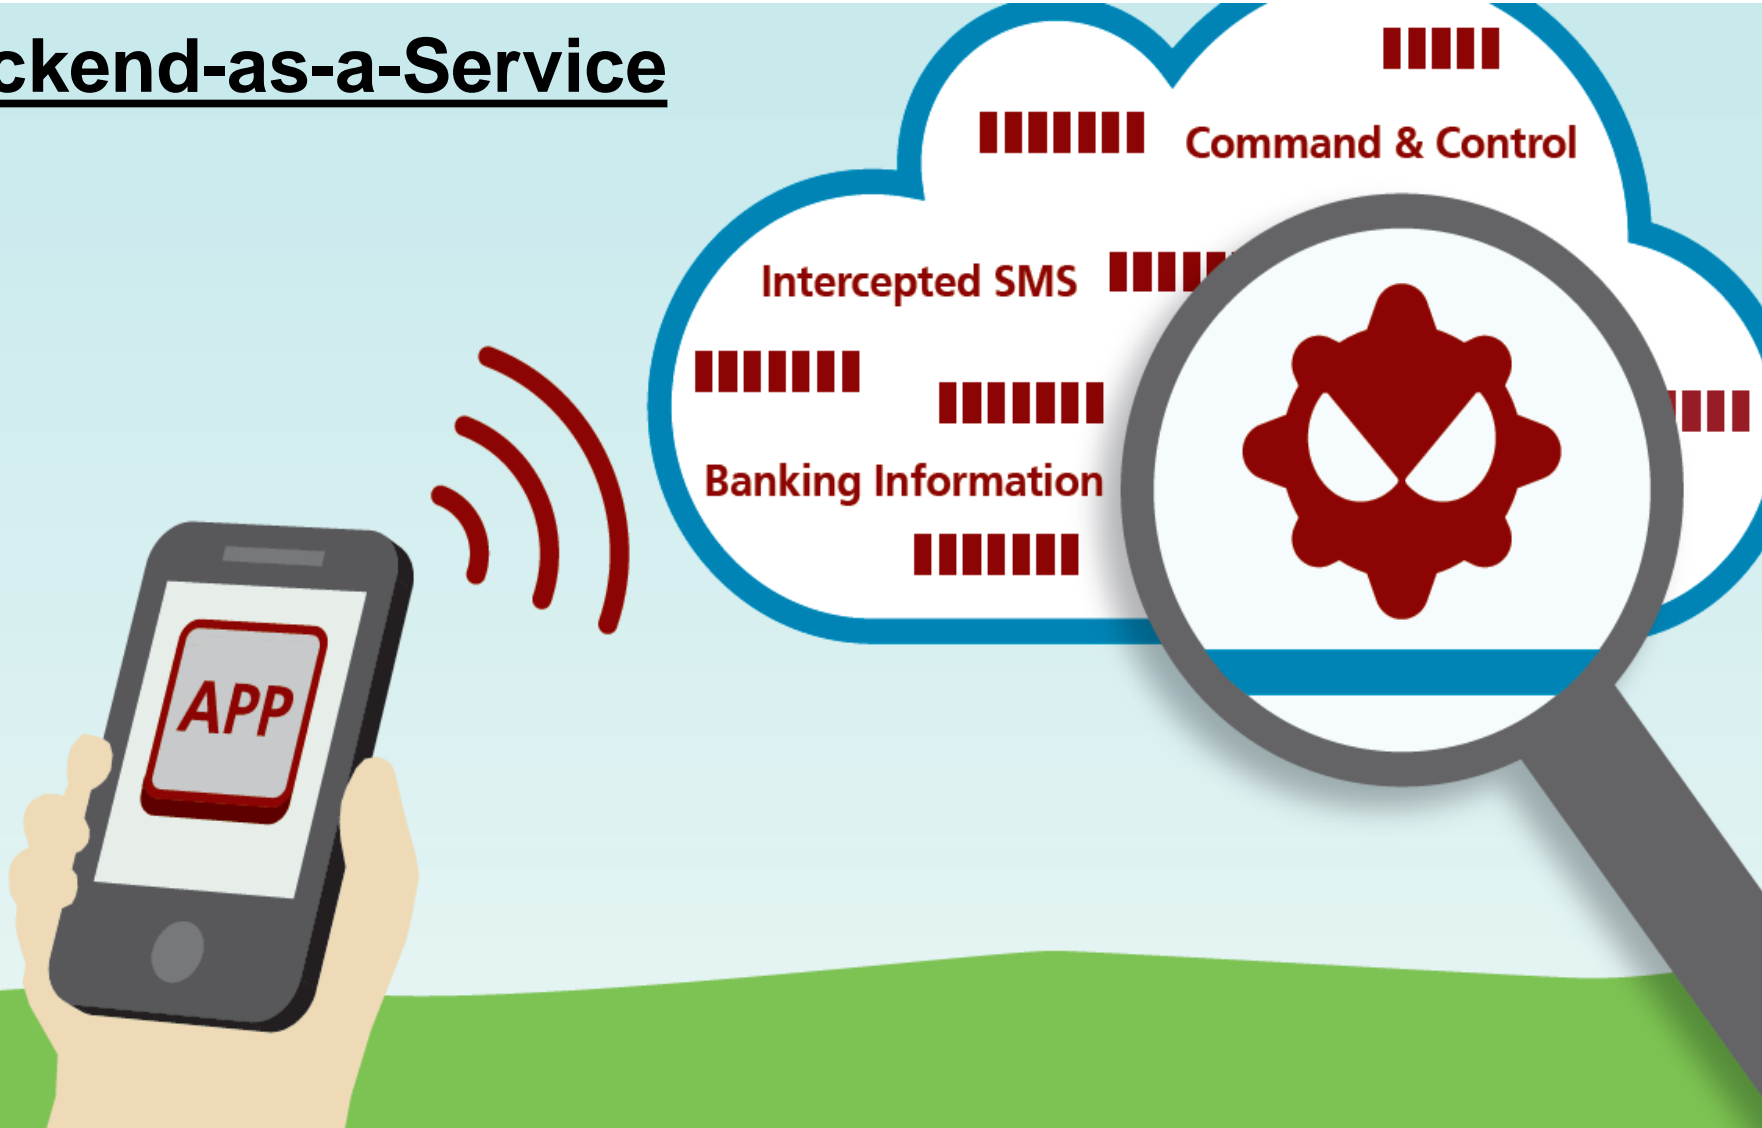 ckend-as-a-Service
Command & Control
Intercepted SMS
Banking Information
APP